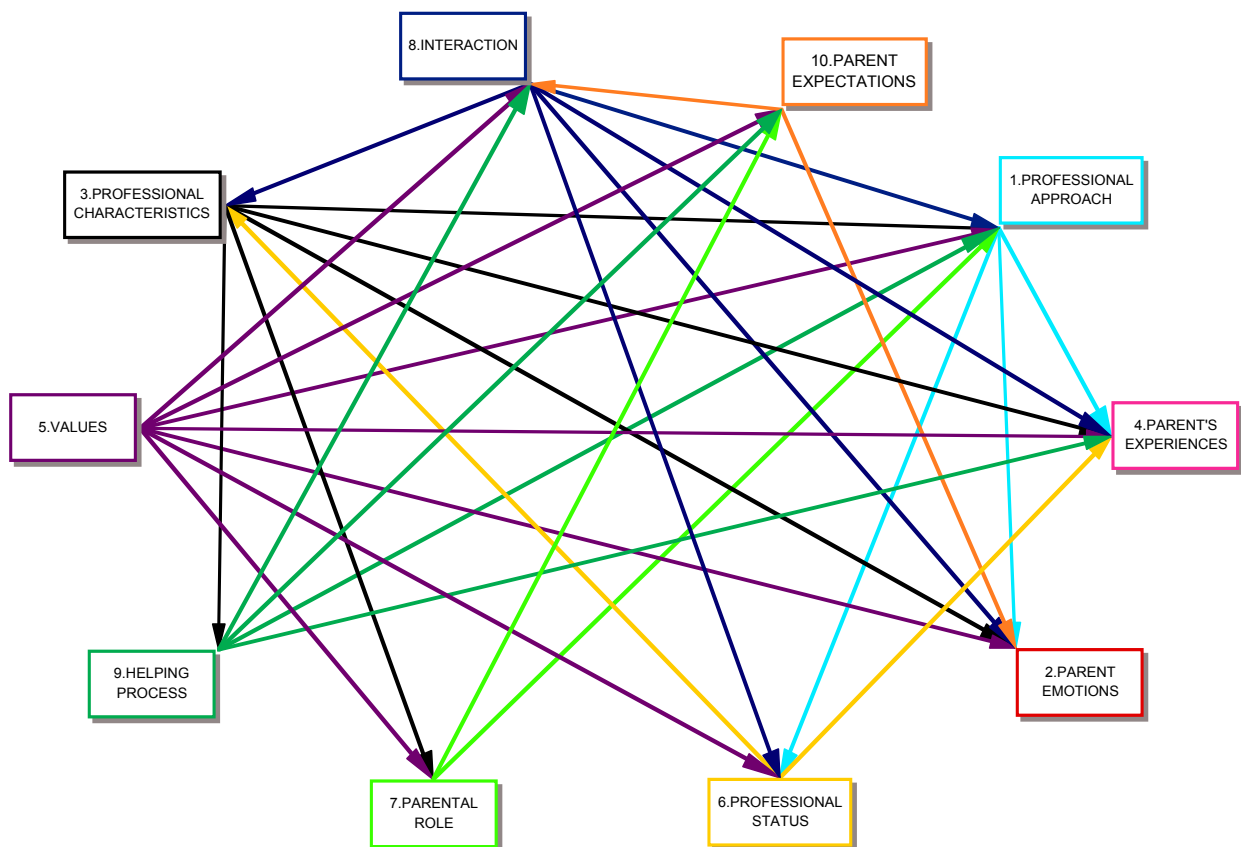 8.INTERACTION
10.PARENT
EXPECTATIONS
3.PROFESSIONAL
CHARACTERISTICS
1.PROFESSIONAL
APPROACH
5.VALUES
4.PARENT'S
EXPERIENCES
9.HELPING
PROCESS
2.PARENT
EMOTIONS
7.PARENTAL
ROLE
6.PROFESSIONAL
STATUS